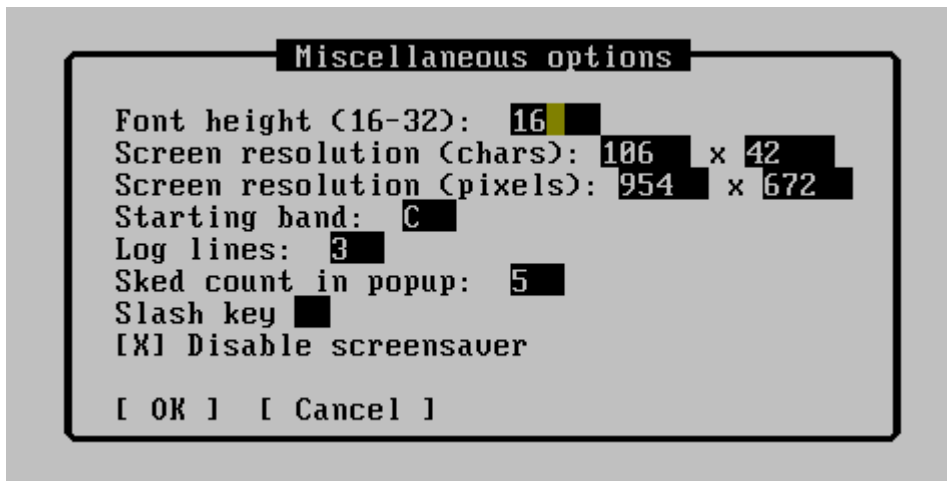 Miscellaneous options
Font height (16-32): 16
Screen resolution (chars): 106 x 42
Screen resolution (pixels): 954 x 672
Starting band: C
Log lines: 3
Sked count in popup: 5
Slash key
[X] Disable screensaver
[ OK ] [ Cancel ]